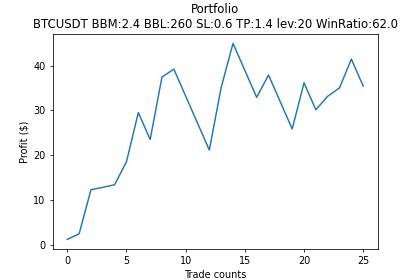 Portfolio
BTCUSDT BBM:2.4 BBL:260 SL:0.6 TP:1.4 lev:20 WinRatio:62.0
40
30
20
10
0
Profit ($)
0 5 10 15 20 25
Trade counts